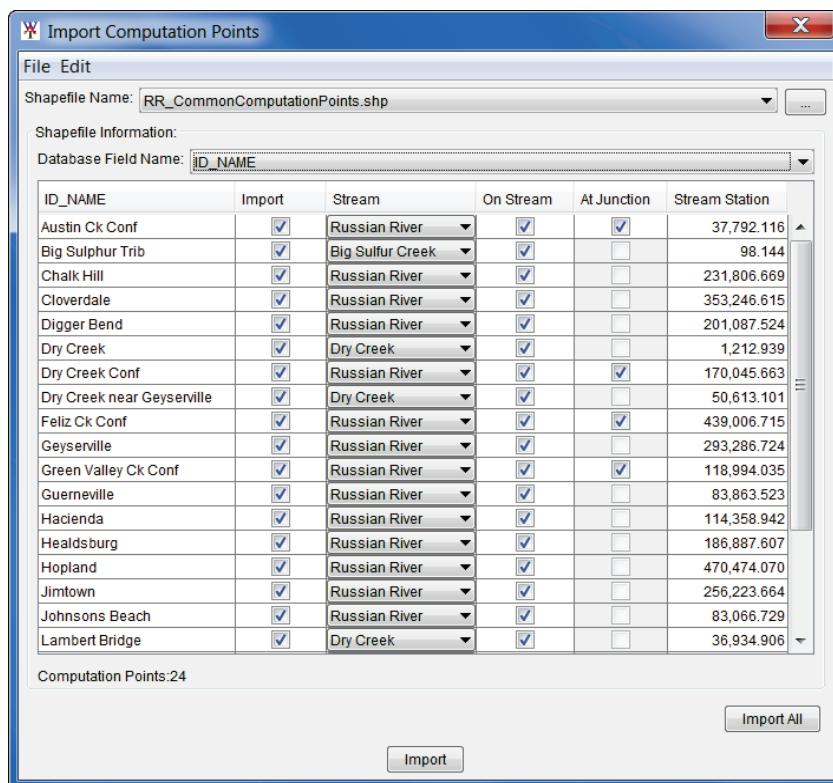 Import Computation Points
File Edit
Shapefile Name: RR_CommonComputationPoints.shp ...
Shapefile Information:
Database Field Name: ID_NAME
ID_NAME Import Stream On Stream At Junction Stream Station
Austin Ck Conf Russian River 37,792.116
Big Sulphur Trib Big Sulfur Creek 98.144
Chalk Hill Russian River 231,806.669
Cloverdale Russian River 353,246.615
Digger Bend Russian River 201,087.524
Dry Creek Dry Creek 1,212.939
Dry Creek Conf Russian River 170,045.663
Dry Creek near Geyserville Dry Creek 50,613.101
Feliz Ck Conf Russian River 439,006.715
Geyserville Russian River 293,286.724
Green Valley Ck Conf Russian River 118,994.035
Guerneville Russian River 83,863.523
Hacienda Russian River 114,358.942
Healdsburg Russian River 186,887.607
Hopland Russian River 470,474.070
Jimtown Russian River 256,223.664
Johnsons Beach Russian River 83,066.729
Lambert Bridge Dry Creek 36,934.906
Computation Points:24
Import All
Import